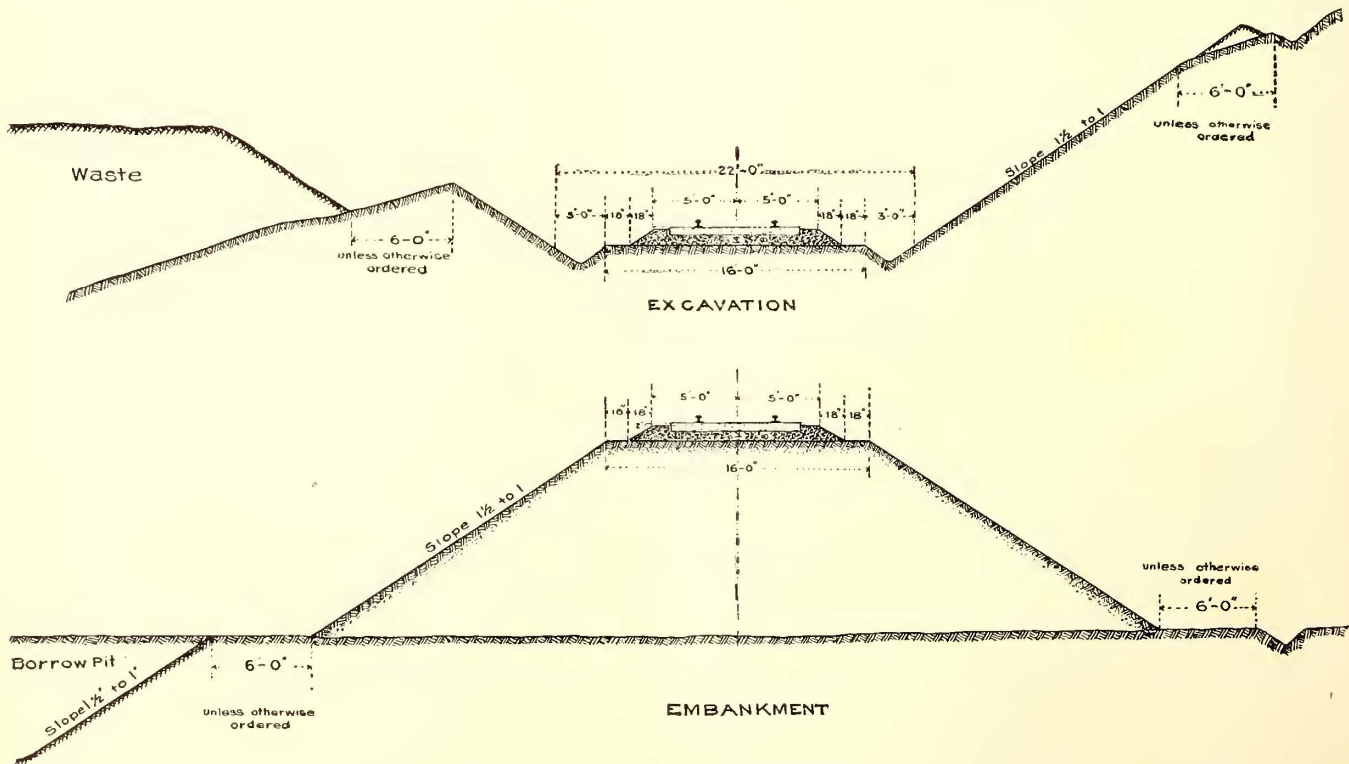 Waste
6-0"
unless otherwise
ordered
22'-0"
5'-0" 5'-0"
3'-0" 18" 18" 18" 18" 3'-0"
16-0"
EXCAVATION
Slope 1½ to 1
6'-0"
unless otherwise
ordered
5'-0" 5'-0"
18" 18" 18" 18"
16-0"
Slope 1½ to 1
unless otherwise
ordered
6'-0"
Borrow Pit
Slope 1½' to 1'
6-0"
unless otherwise
ordered
EMBANKMENT